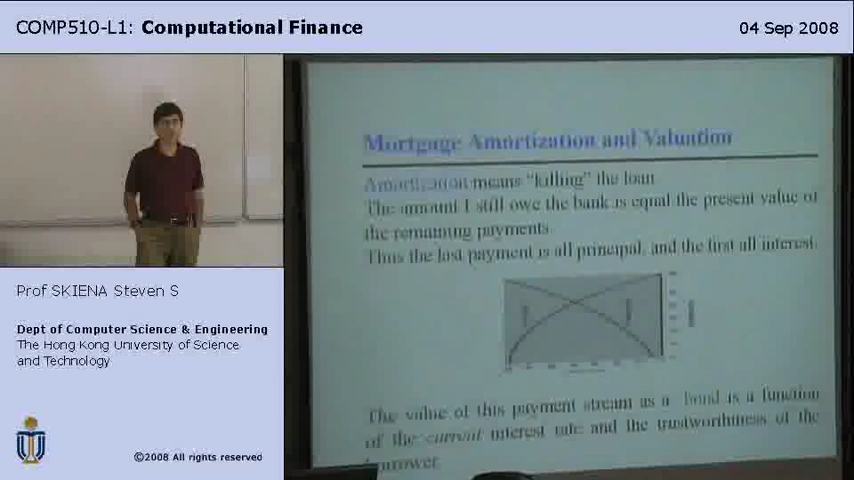 COMP510-L1: Computational Finance
04 Sep 2008
Mortgage Amortization and Valuation
Amortization means "killing" the loan.
The amount I still owe the bank is equal the present value of
the remaining payments.
Thus the last payment is all principal, and the first all interest.
The value of this payment stream as a bond is a function
of the current interest rate and the trustworthiness of the
borrower.
Prof SKIENA Steven S
Dept of Computer Science & Engineering
The Hong Kong University of Science
and Technology
©2008 All rights reserved